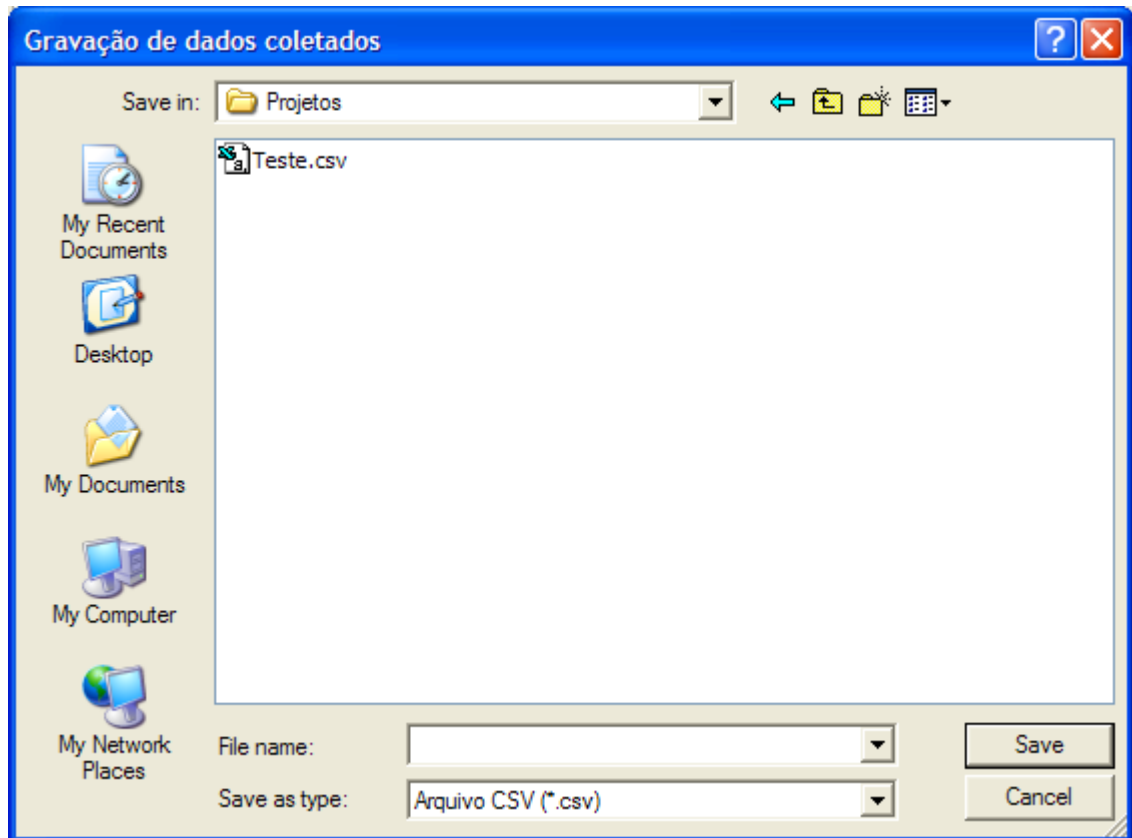 Gravação de dados coletados
Save in:
Projetos
Teste.csv
My Recent
Documents
Desktop
My Documents
My Computer
My Network
Places
File name:
Save
Save as type:
Arquivo CSV (*.csv)
Cancel